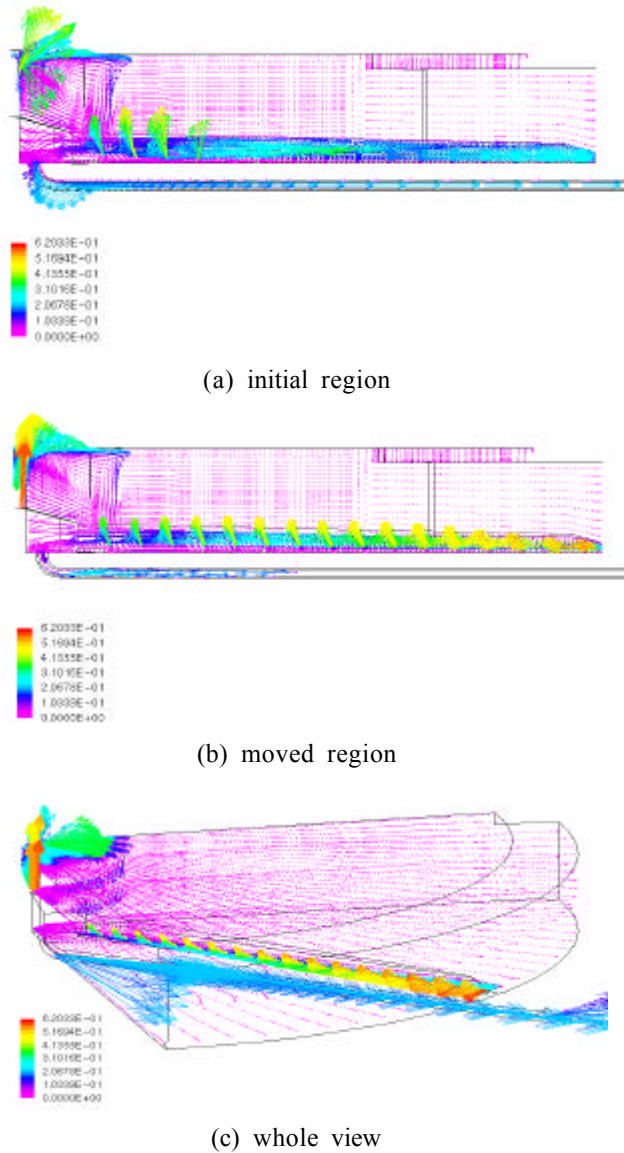 6.2033E-01
5.1694E-01
4.1355E-01
3.1016E-01
2.0678E-01
1.0339E-01
0.0000E+00
(a) initial region
6.2033E-01
5.1694E-01
4.1355E-01
3.1016E-01
2.0678E-01
1.0339E-01
0.0000E+00
(b) moved region
6.2033E-01
5.1694E-01
4.1355E-01
3.1016E-01
2.0678E-01
1.0339E-01
0.0000E+00
(c) whole view